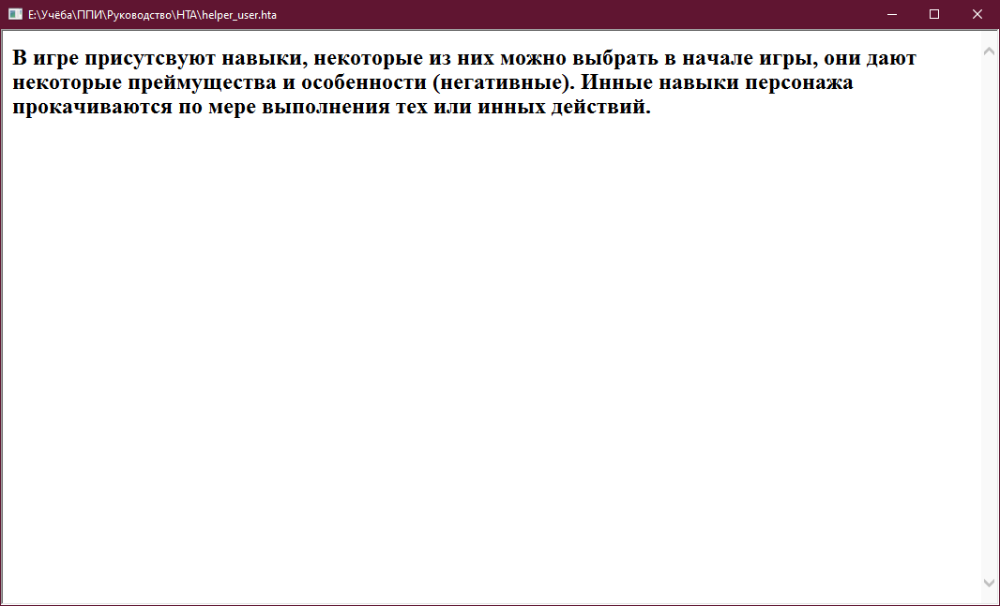 E:\Учёба\ППИ\Руководство\HTA\helper_user.hta
В игре присутсвуют навыки, некоторые из них можно выбрать в начале игры, они дают
некоторые преймущества и особенности (негативные). Инные навыки персонажа
прокачиваются по мере выполнения тех или инных действий.